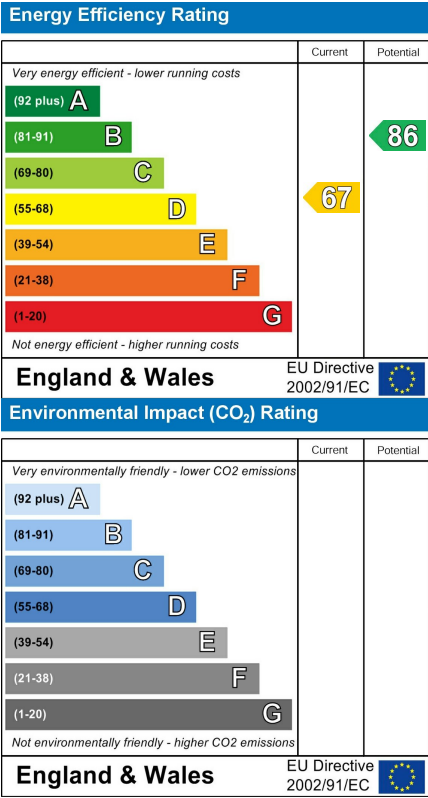 Energy Efficiency Rating
Current Potential
Very energy efficient - lower running costs
(92 plus) A
(81-91) B
86
(69-80) C
(55-68) D
67
(39-54) E
(21-38) F
(1-20) G
Not energy efficient - higher running costs
England & Wales
EU Directive
2002/91/EC
Environmental Impact (CO₂) Rating
Current Potential
Very environmentally friendly - lower CO2 emissions
(92 plus) A
(81-91) B
(69-80) C
(55-68) D
(39-54) E
(21-38) F
(1-20) G
Not environmentally friendly - higher CO2 emissions
England & Wales
EU Directive
2002/91/EC